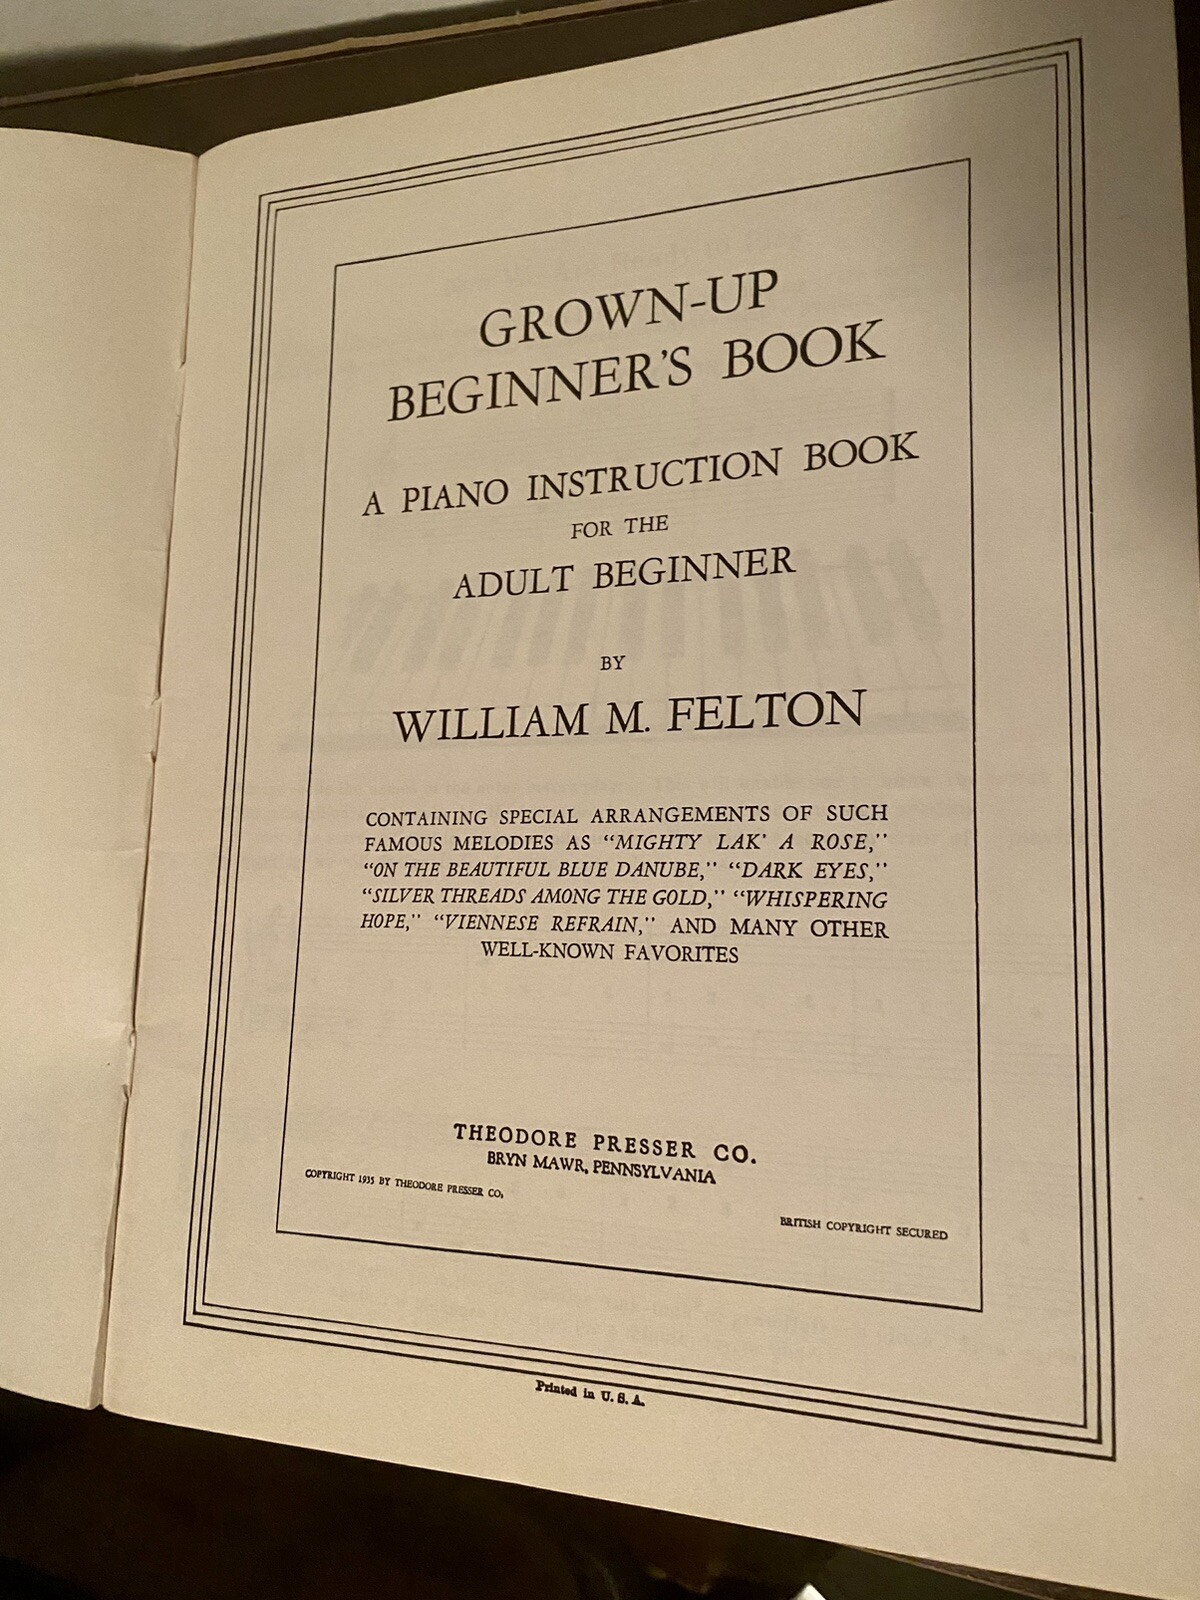 GROWN-UP
BEGINNER'S BOOK
A PIANO INSTRUCTION BOOK
FOR THE
ADULT BEGINNER
BY
WILLIAM M. FELTON
CONTAINING SPECIAL ARRANGEMENTS OF SUCH
FAMOUS MELODIES AS "MIGHTY LAK' A ROSE,"
"ON THE BEAUTIFUL BLUE DANUBE," "DARK EYES,"
"SILVER THREADS AMONG THE GOLD," "WHISPERING
HOPE," "VIENNESE REFRAIN," AND MANY OTHER
WELL-KNOWN FAVORITES
THEODORE PRESSER CO.
BRYN MAWR, PENNSYLVANIA
COPYRIGHT 1935 BY THEODORE PRESSER CO.
BRITISH COPYRIGHT SECURED
Printed in U. S. A.